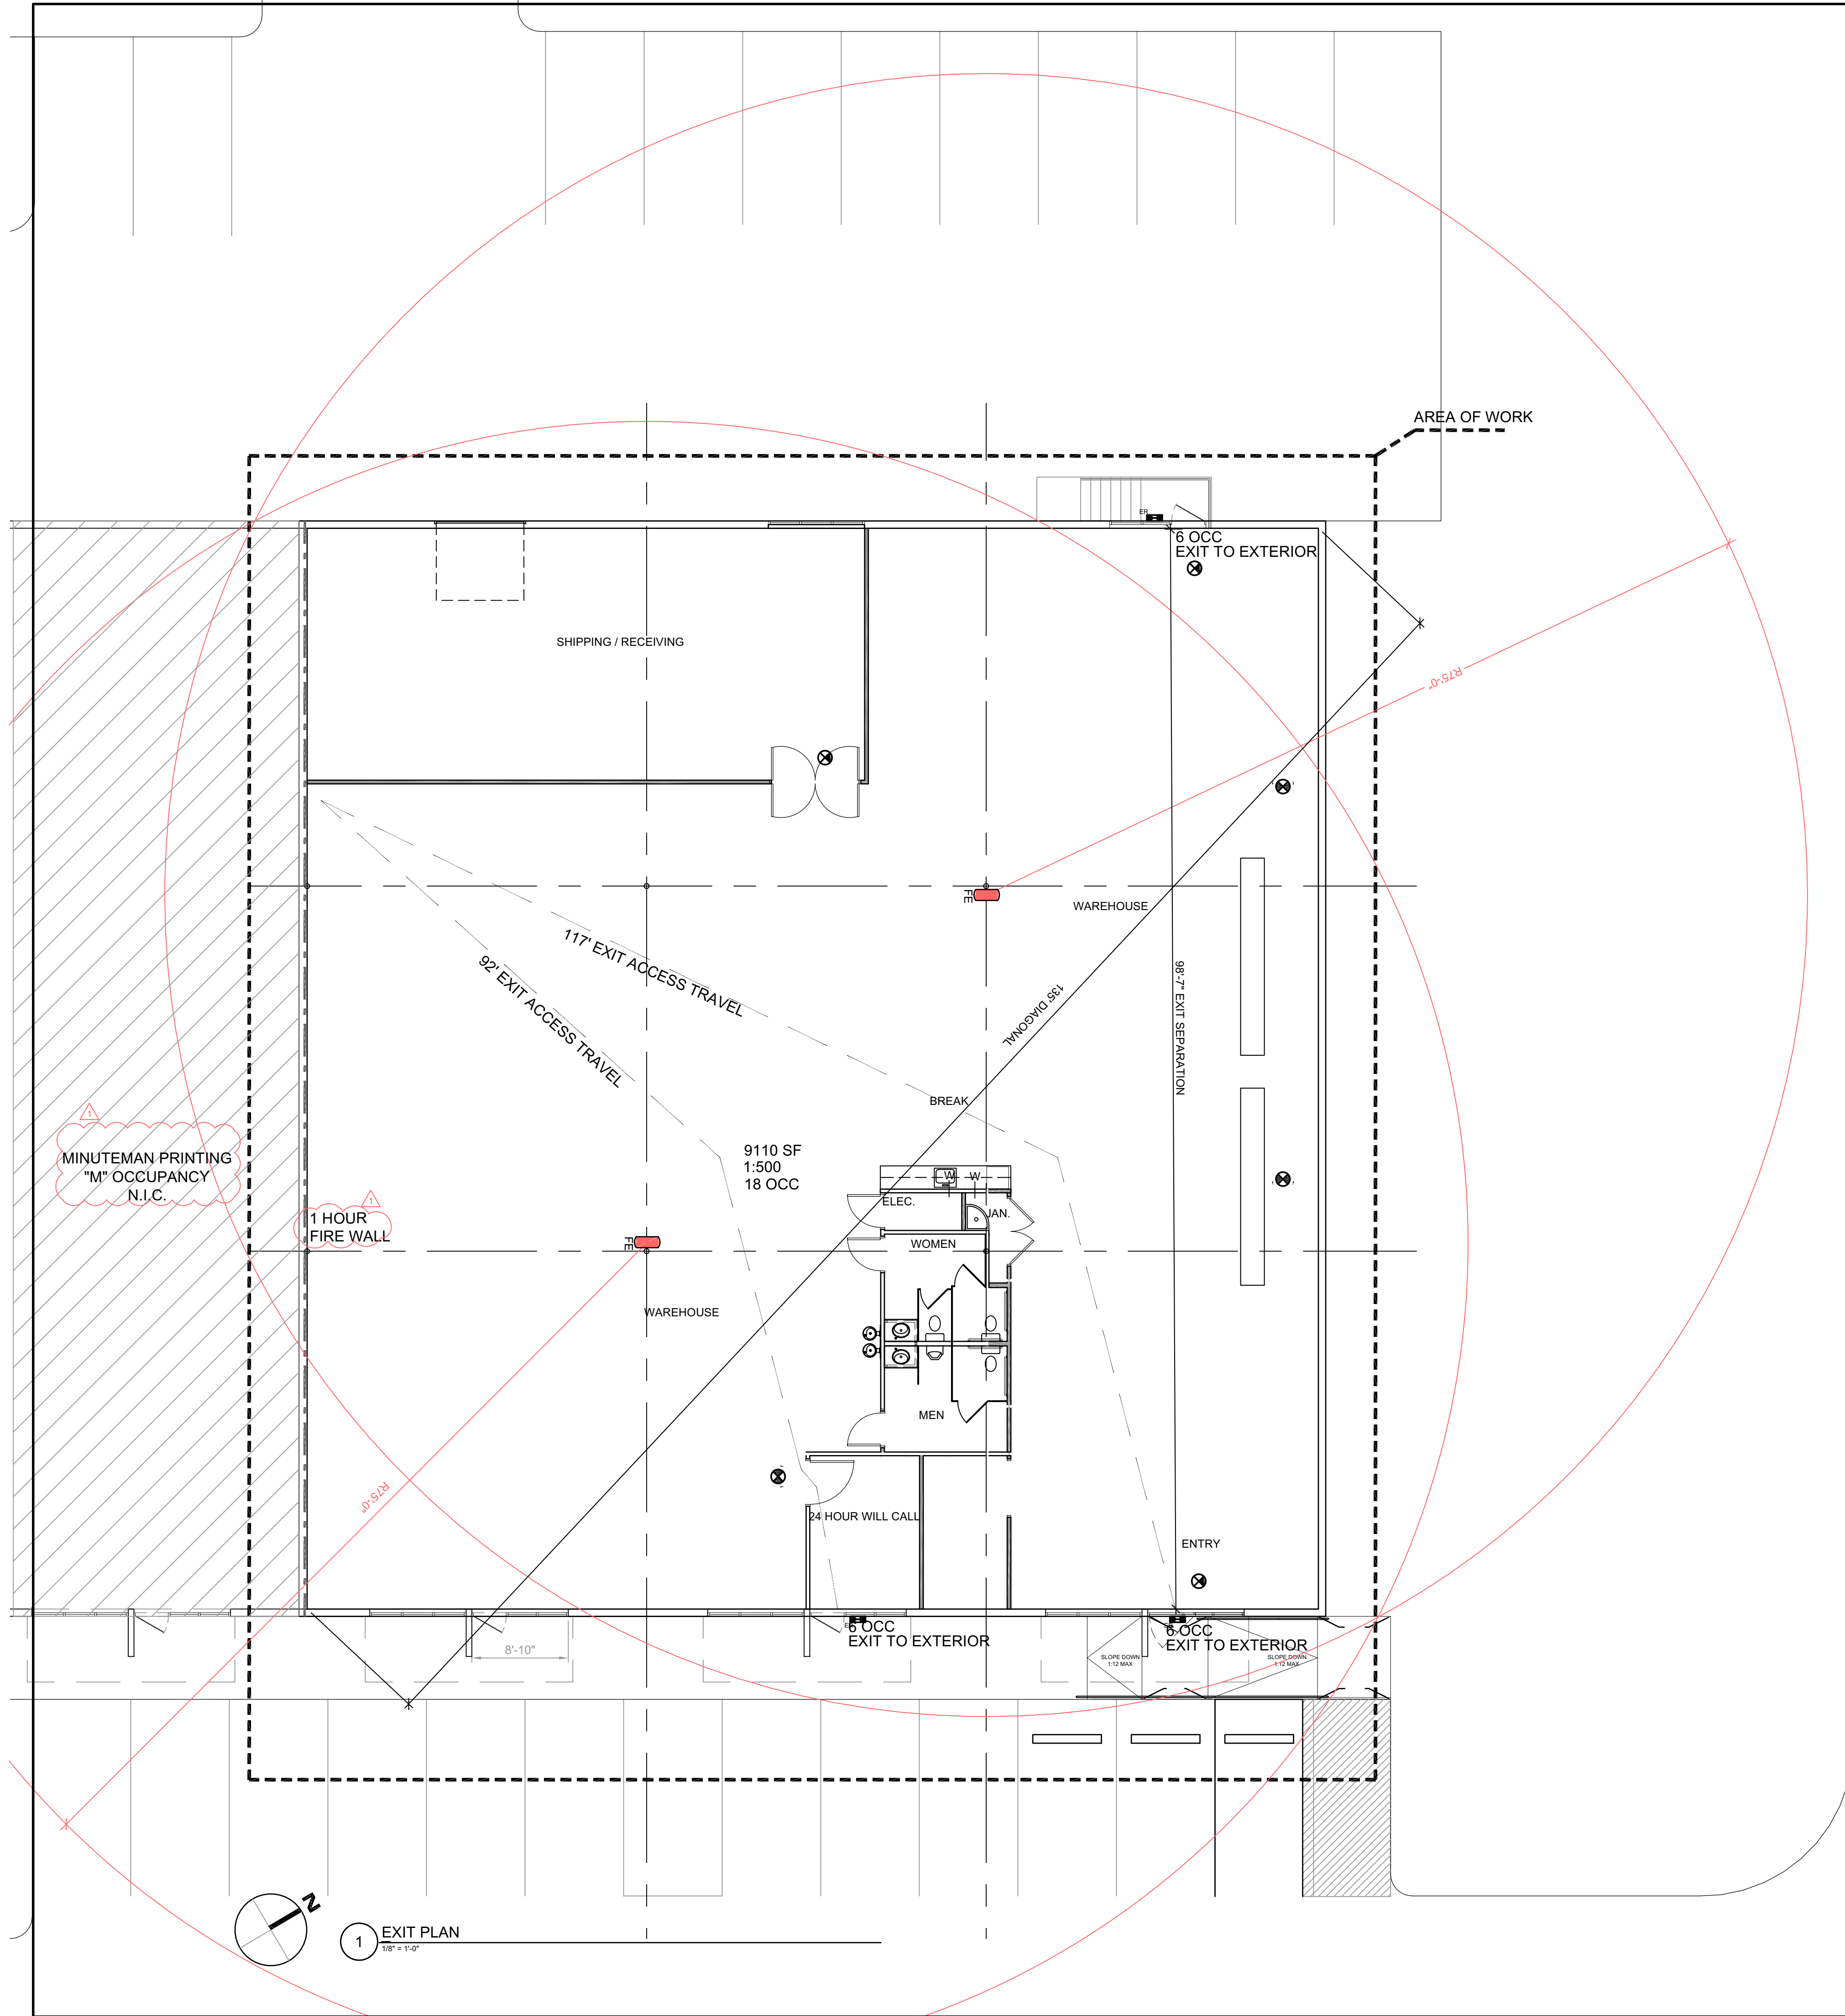 AREA OF WORK
ER
6 OCC
EXIT TO EXTERIOR
SHIPPING / RECEIVING
R75'-0"
FE
WAREHOUSE
117' EXIT ACCESS TRAVEL
92' EXIT ACCESS TRAVEL
135' DIAGONAL
98'-7" EXIT SEPARATION
BREAK
1
MINUTEMAN PRINTING
"M" OCCUPANCY
N.I.C.
9110 SF
1:500
18 OCC
W
W
ELEC.
JAN.
1
1 HOUR
FIRE WALL
WOMEN
FE
WAREHOUSE
MEN
R75'-0"
24 HOUR WILL CALL
ENTRY
6 OCC
EXIT TO EXTERIOR
6 OCC
EXIT TO EXTERIOR
8'-10"
SLOPE DOWN
1:12 MAX
SLOPE DOWN
1:12 MAX
N
1
EXIT PLAN
1/8" = 1'-0"